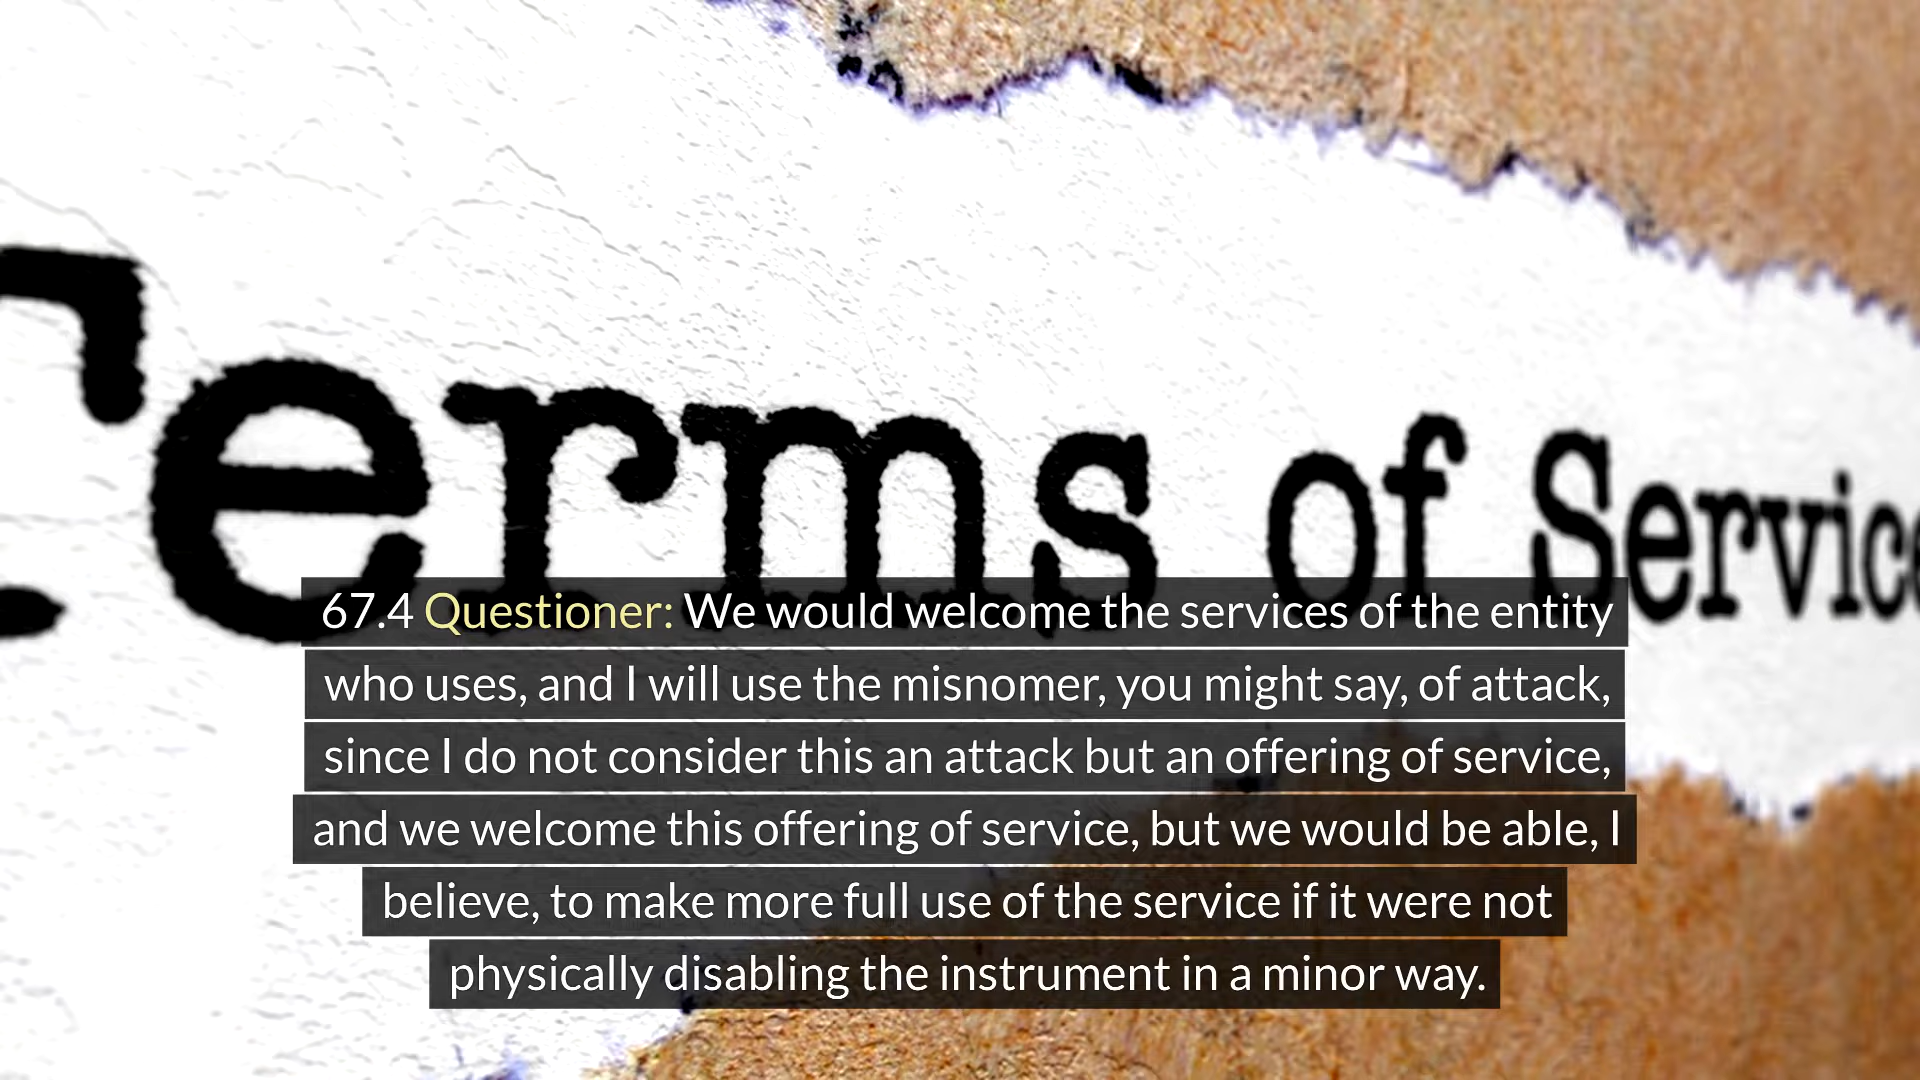 Terms of Service
67.4 Questioner: We would welcome the services of the entity
who uses, and I will use the misnomer, you might say, of attack,
since I do not consider this an attack but an offering of service,
and we welcome this offering of service, but we would be able, I
believe, to make more full use of the service if it were not
physically disabling the instrument in a minor way.